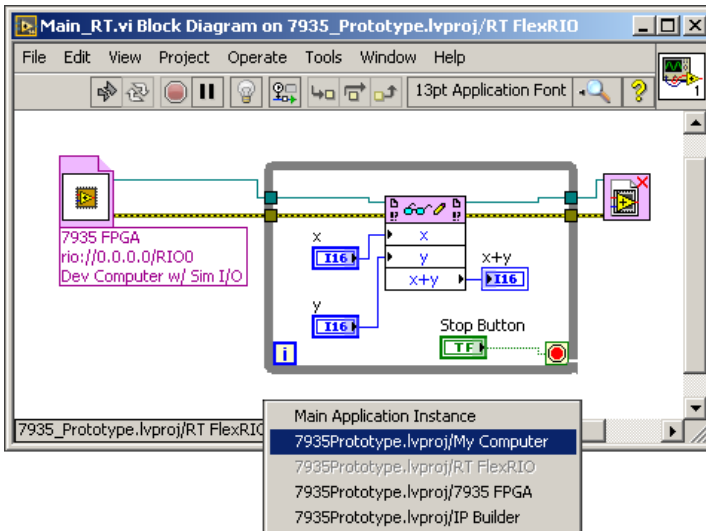 Main_RT.vi Block Diagram on 7935_Prototype.lvproj/RT FlexRIO
File Edit View Project Operate Tools Window Help
13pt Application Font
?
1
7935 FPGA
rio://0.0.0.0/RIO0
Dev Computer w/ Sim I/O
x
I16
y
I16
x
y
x+y
x+y
I16
Stop Button
TF
i
7935_Prototype.lvproj/RT FlexRIO
Main Application Instance
7935Prototype.lvproj/My Computer
7935Prototype.lvproj/RT FlexRIO
7935Prototype.lvproj/7935 FPGA
7935Prototype.lvproj/IP Builder